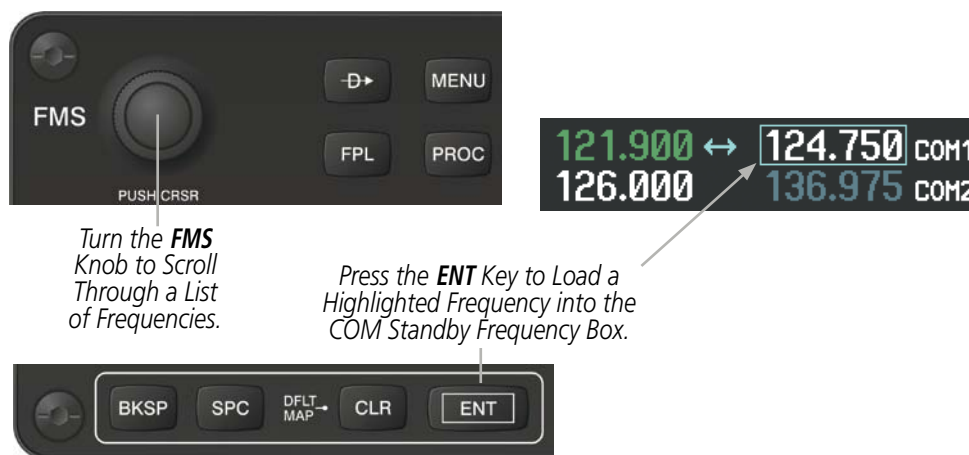 FMS
D
MENU
FPL
PROC
PUSH CRSR
121.900 ↔ 124.750 COM1
126.000 136.975 COM2
Turn the FMS
Knob to Scroll
Through a List
of Frequencies.
Press the ENT Key to Load a
Highlighted Frequency into the
COM Standby Frequency Box.
BKSP
SPC
DFLT
MAP
CLR
ENT